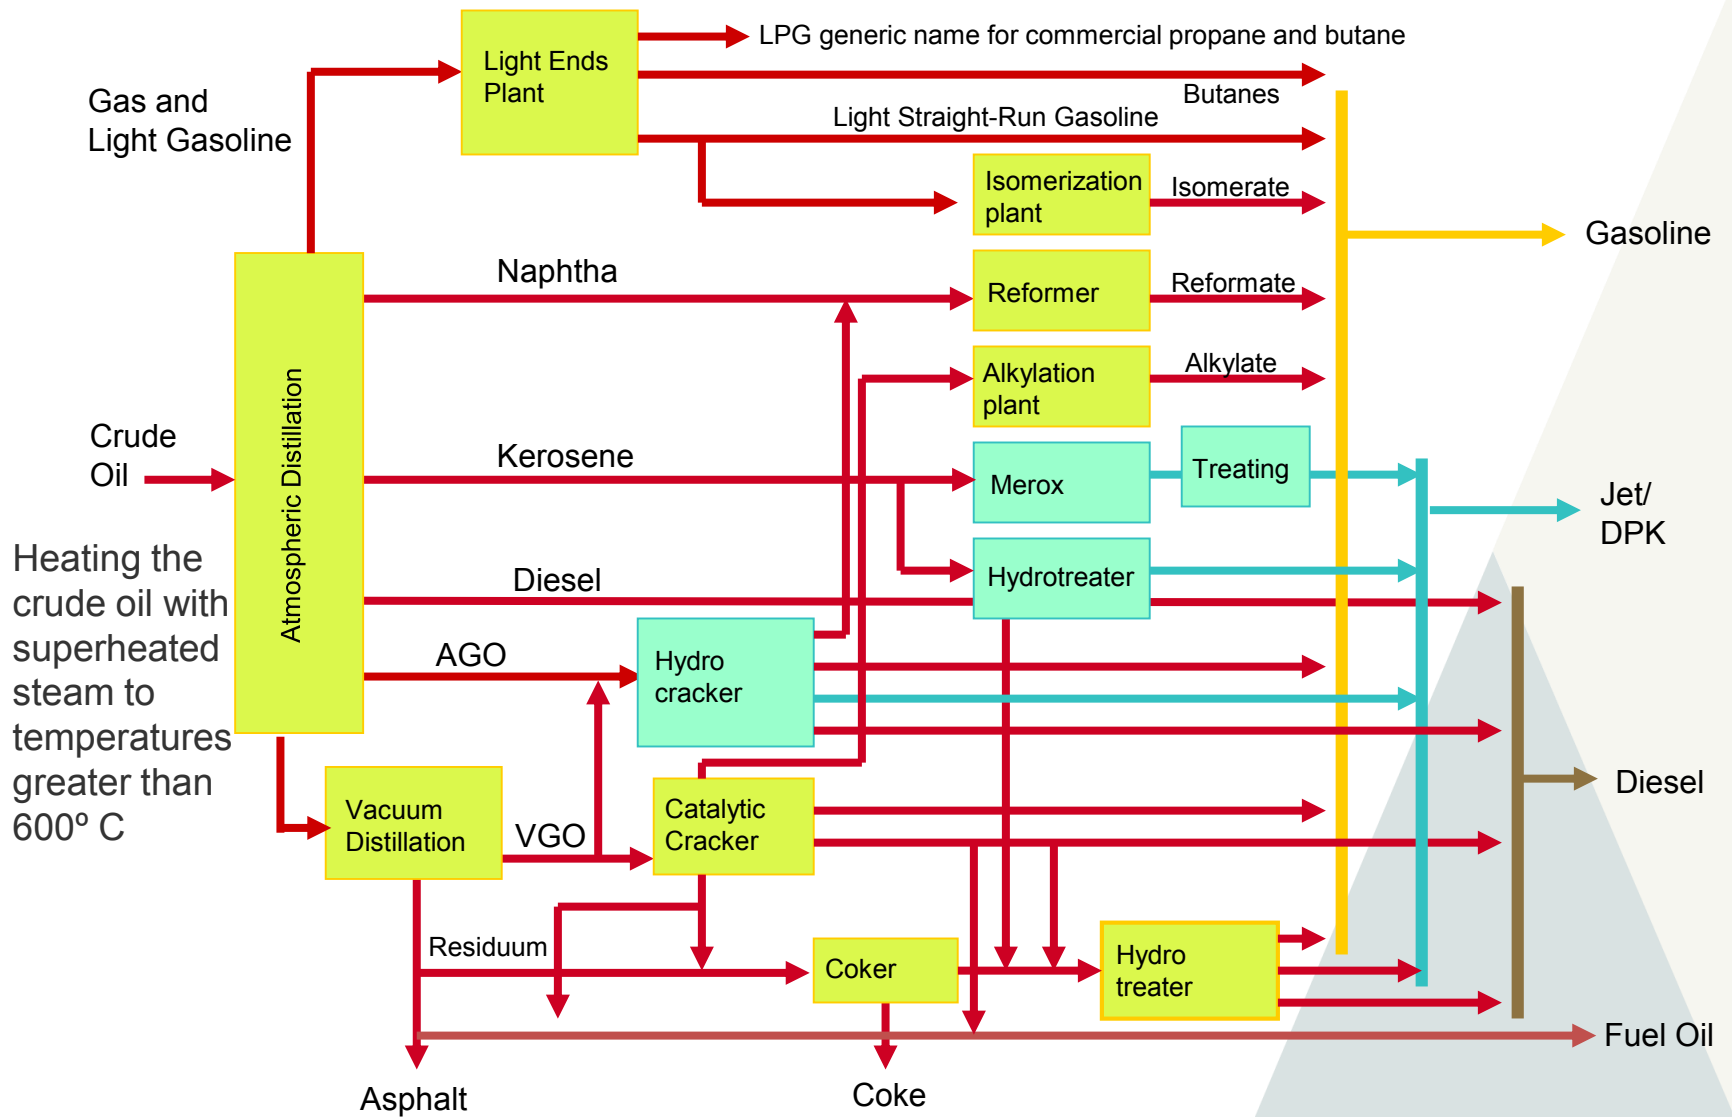 LPG generic name for commercial propane and butane
Light Ends
Plant
Butanes
Gas and
Light Gasoline
Light Straight-Run Gasoline
Isomerization
plant
Isomerate
Gasoline
Naphtha
Reformer
Reformate
Alkylation
plant
Alkylate
Atmospheric Distillation
Crude
Oil
Kerosene
Merox
Treating
Jet/
DPK
Heating the
crude oil with
superheated
steam to
temperatures
greater than
600º C
Diesel
Hydrotreater
AGO
Hydro
cracker
Diesel
Vacuum
Distillation
VGO
Catalytic
Cracker
Residuum
Coker
Hydro
treater
Fuel Oil
Asphalt
Coke